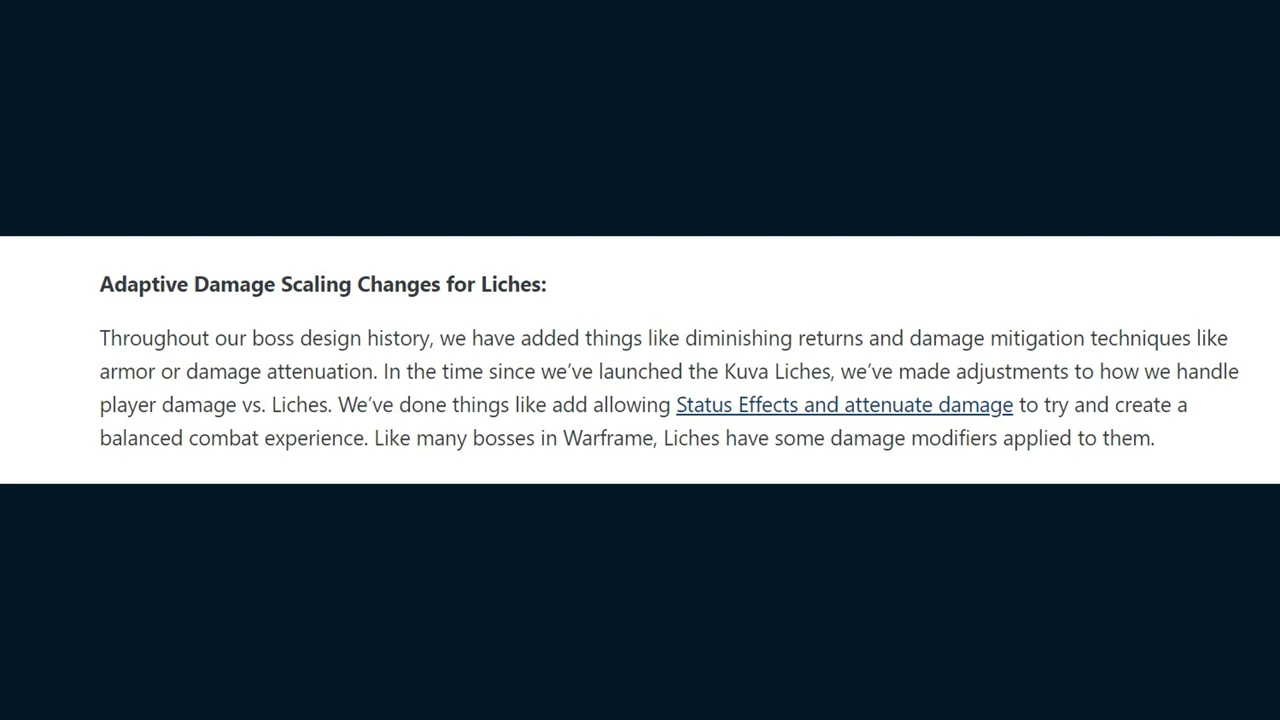 Adaptive Damage Scaling Changes for Liches:
Throughout our boss design history, we have added things like diminishing returns and damage mitigation techniques like
armor or damage attenuation. In the time since we’ve launched the Kuva Liches, we’ve made adjustments to how we handle
player damage vs. Liches. We’ve done things like add allowing Status Effects and attenuate damage to try and create a
balanced combat experience. Like many bosses in Warframe, Liches have some damage modifiers applied to them.